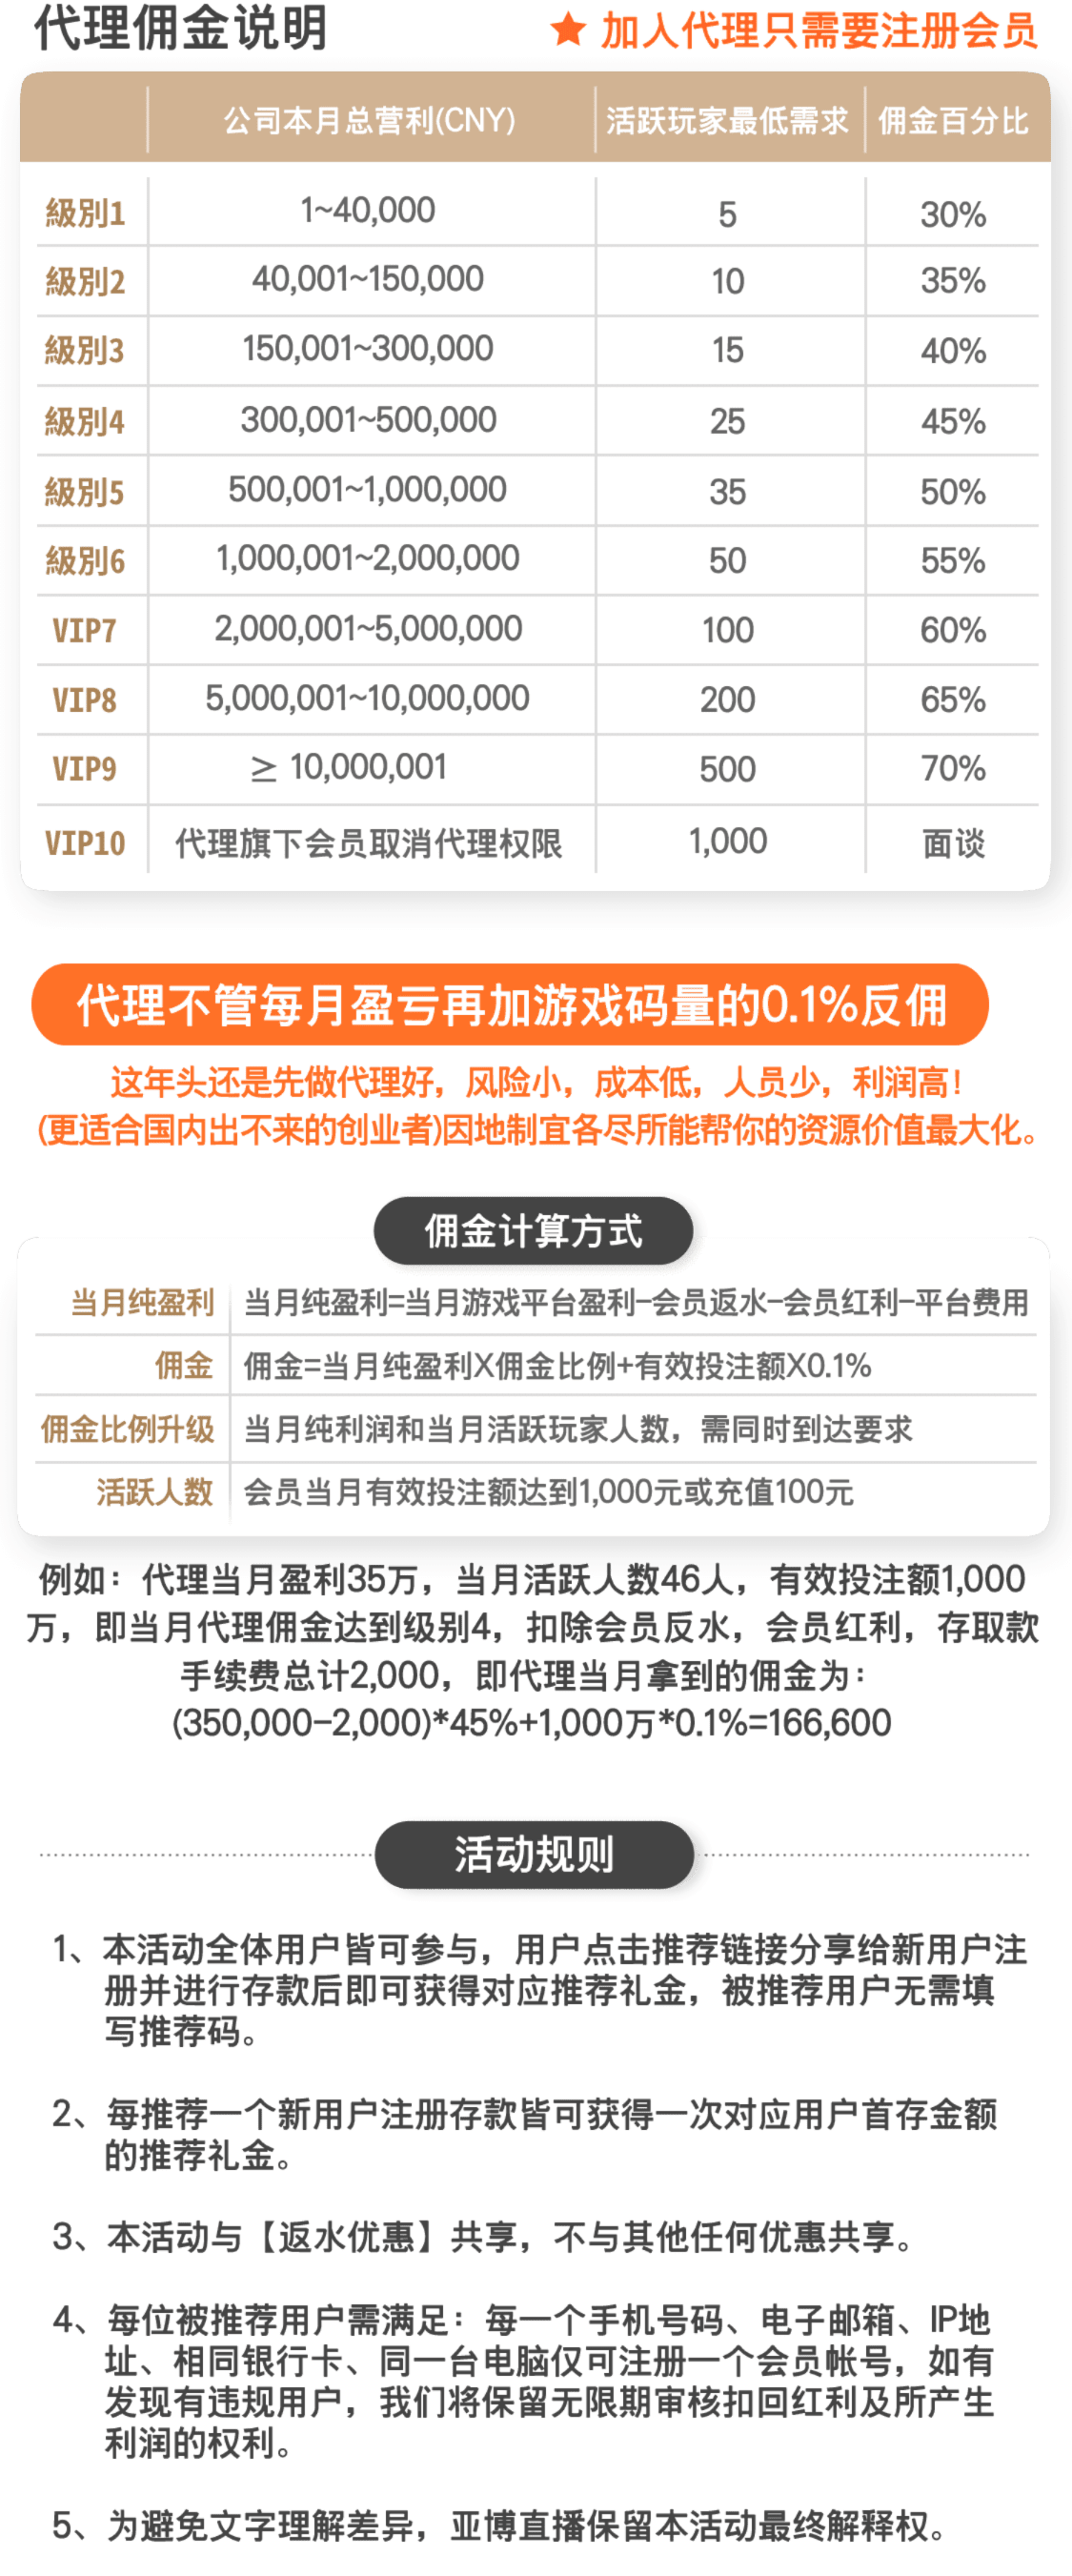 代理佣金说明
★ 加入代理只需要注册会员
公司本月总营利(CNY) 活跃玩家最低需求 佣金百分比
級別1 1~40,000 5 30%
級別2 40,001~150,000 10 35%
級別3 150,001~300,000 15 40%
級別4 300,001~500,000 25 45%
級別5 500,001~1,000,000 35 50%
級別6 1,000,001~2,000,000 50 55%
VIP7 2,000,001~5,000,000 100 60%
VIP8 5,000,001~10,000,000 200 65%
VIP9 ≥ 10,000,001 500 70%
VIP10 代理旗下会员取消代理权限 1,000 面谈
代理不管每月盈亏再加游戏码量的0.1%反佣
这年头还是先做代理好，风险小，成本低，人员少，利润高！
(更适合国内出不来的创业者)因地制宜各尽所能帮你的资源价值最大化。
佣金计算方式
当月纯盈利 当月纯盈利=当月游戏平台盈利-会员返水-会员红利-平台费用
佣金 佣金=当月纯盈利X佣金比例+有效投注额X0.1%
佣金比例升级 当月纯利润和当月活跃玩家人数，需同时到达要求
活跃人数 会员当月有效投注额达到1,000元或充值100元
例如：代理当月盈利35万，当月活跃人数46人，有效投注额1,000
万，即当月代理佣金达到级别4，扣除会员反水，会员红利，存取款
手续费总计2,000，即代理当月拿到的佣金为：
(350,000-2,000)*45%+1,000万*0.1%=166,600
活动规则
1、本活动全体用户皆可参与，用户点击推荐链接分享给新用户注
册并进行存款后即可获得对应推荐礼金，被推荐用户无需填
写推荐码。
2、每推荐一个新用户注册存款皆可获得一次对应用户首存金额
的推荐礼金。
3、本活动与【返水优惠】共享，不与其他任何优惠共享。
4、每位被推荐用户需满足：每一个手机号码、电子邮箱、IP地
址、相同银行卡、同一台电脑仅可注册一个会员帐号，如有
发现有违规用户，我们将保留无限期审核扣回红利及所产生
利润的权利。
5、为避免文字理解差异，亚博直播保留本活动最终解释权。